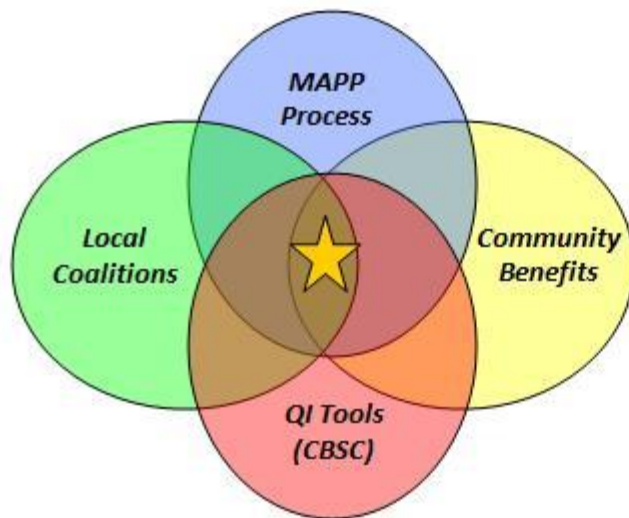 MAPP
Process
Local
Coalitions
Community
Benefits
QI Tools
(CBSC)